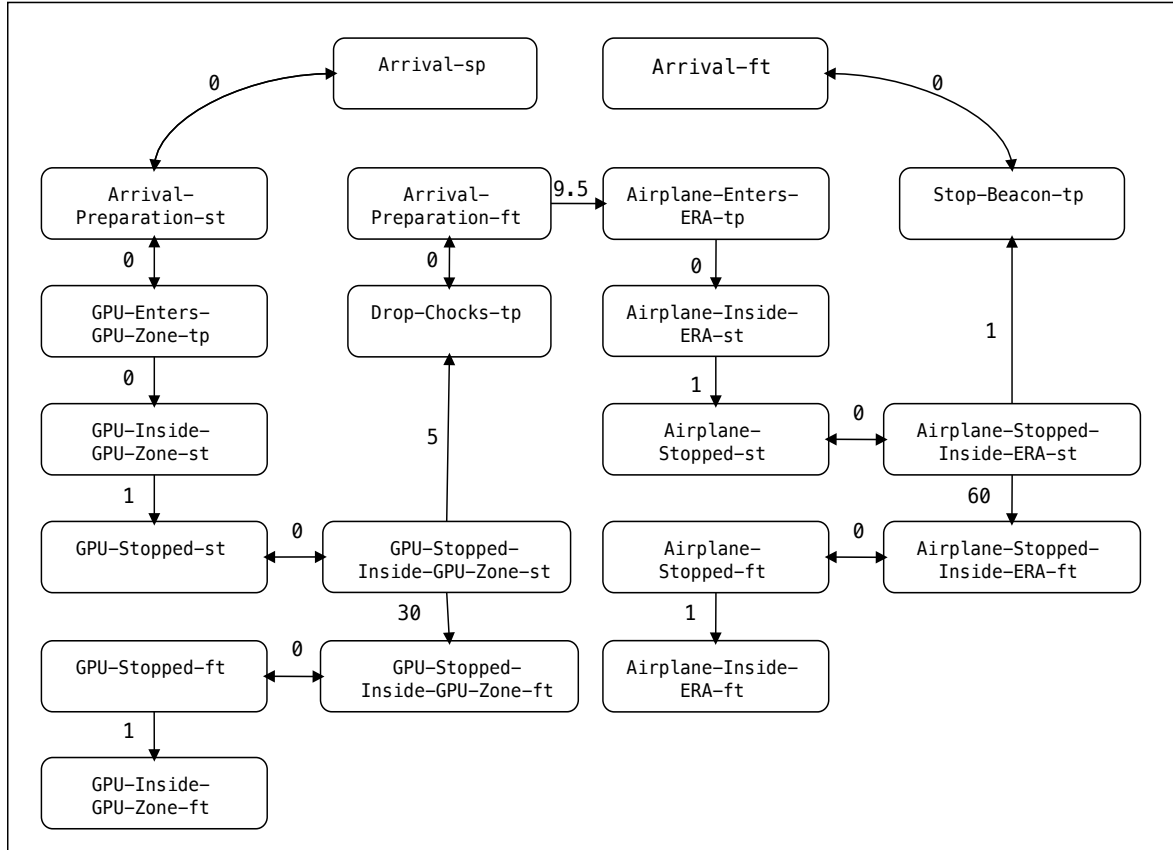 Arrival-sp
Arrival-ft
0
0
Arrival-
Preparation-st
Arrival-
Preparation-ft
9.5
Airplane-Enters-
ERA-tp
Stop-Beacon-tp
0
0
0
GPU-Enters-
GPU-Zone-tp
Drop-Chocks-tp
Airplane-Inside-
ERA-st
1
0
1
GPU-Inside-
GPU-Zone-st
5
Airplane-
Stopped-st
0
Airplane-Stopped-
Inside-ERA-st
1
60
GPU-Stopped-st
0
GPU-Stopped-
Inside-GPU-Zone-st
Airplane-
Stopped-ft
0
Airplane-Stopped-
Inside-ERA-ft
30
1
GPU-Stopped-ft
0
GPU-Stopped-
Inside-GPU-Zone-ft
Airplane-Inside-
ERA-ft
1
GPU-Inside-
GPU-Zone-ft